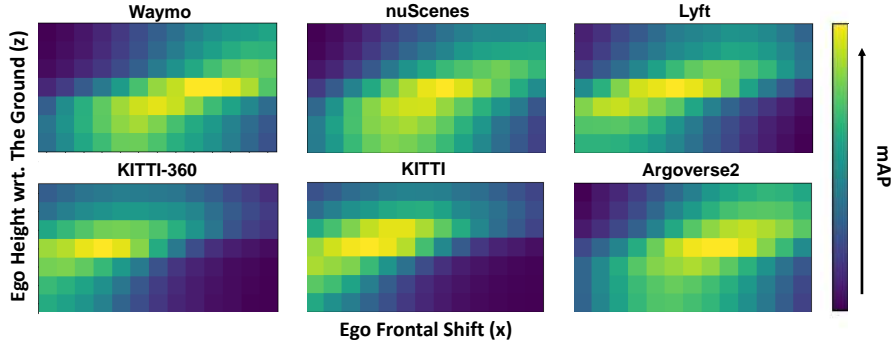 Waymo
nuScenes
Lyft
Ego Height wrt. The Ground (z)
KITTI-360
KITTI
Argoverse2
mAP
Ego Frontal Shift (x)